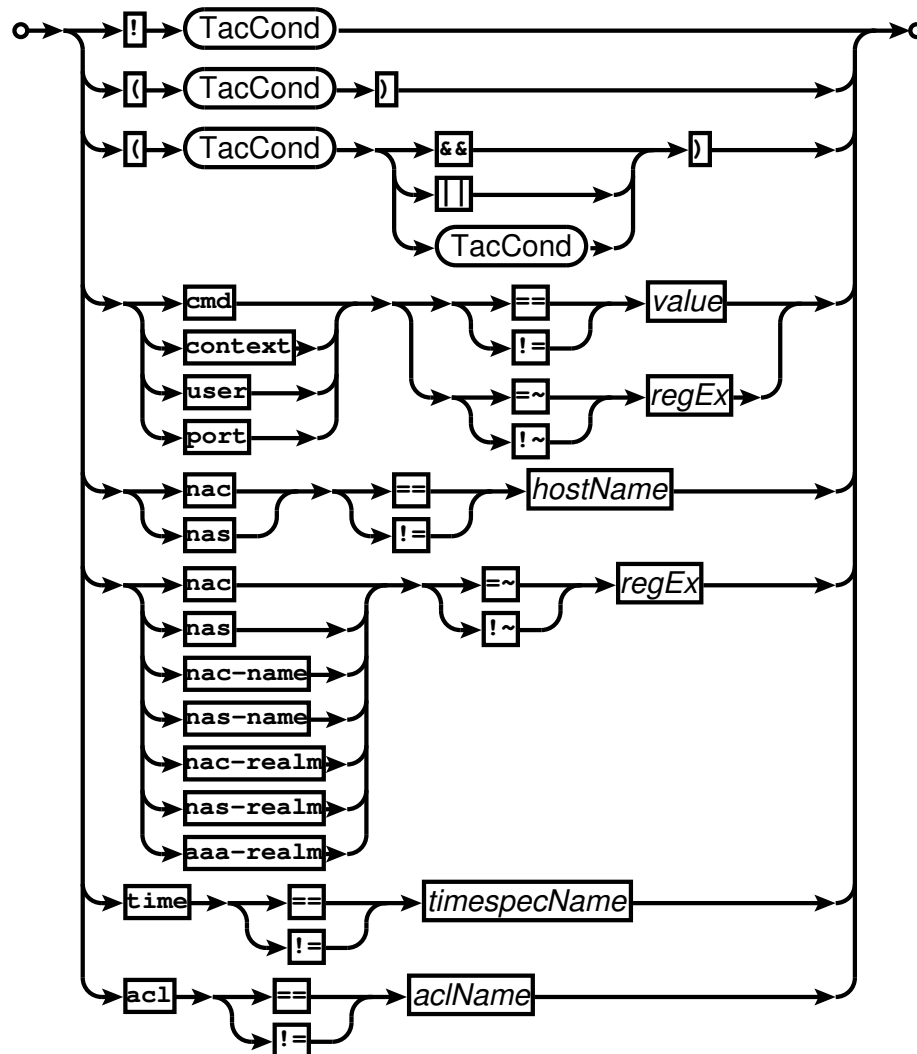 ! TacCond
( TacCond )
( TacCond && )
||
TacCond
cmd == value
context !=
user =~ regEx
port !~
nac == hostName
nas !=
nac =~ regEx
nas !~
nac-name
nas-name
nac-realm
nas-realm
aaa-realm
time == timespecName
!=
acl == aclName
!=